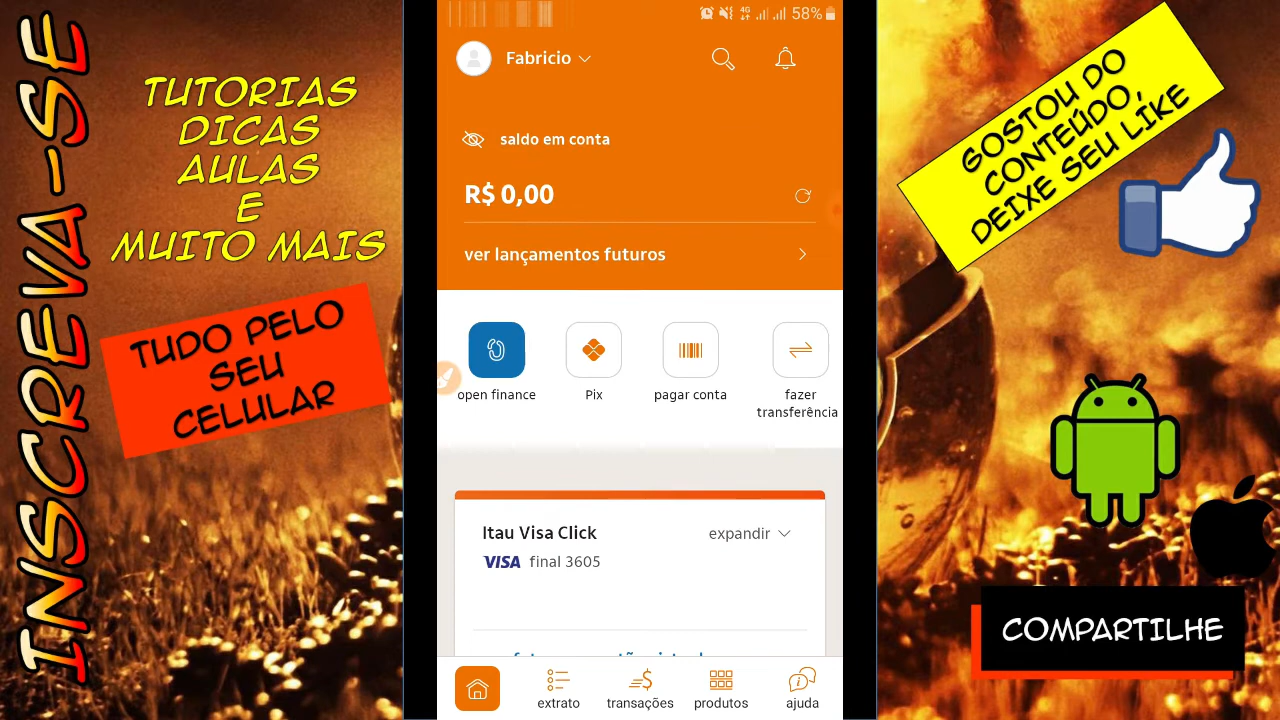 INSCREVA-SE
TUTORIAS
DICAS
AULAS
E
MUITO MAIS
TUDO PELO
SEU
CELULAR
4G
58%
Fabricio
saldo em conta
R$ 0,00
ver lançamentos futuros
open finance
Pix
pagar conta
fazer
transferência
Itau Visa Click
expandir
VISA final 3605
extrato
transações
produtos
ajuda
GOSTOU DO
CONTEÚDO,
DEIXE SEU LIKE
COMPARTILHE